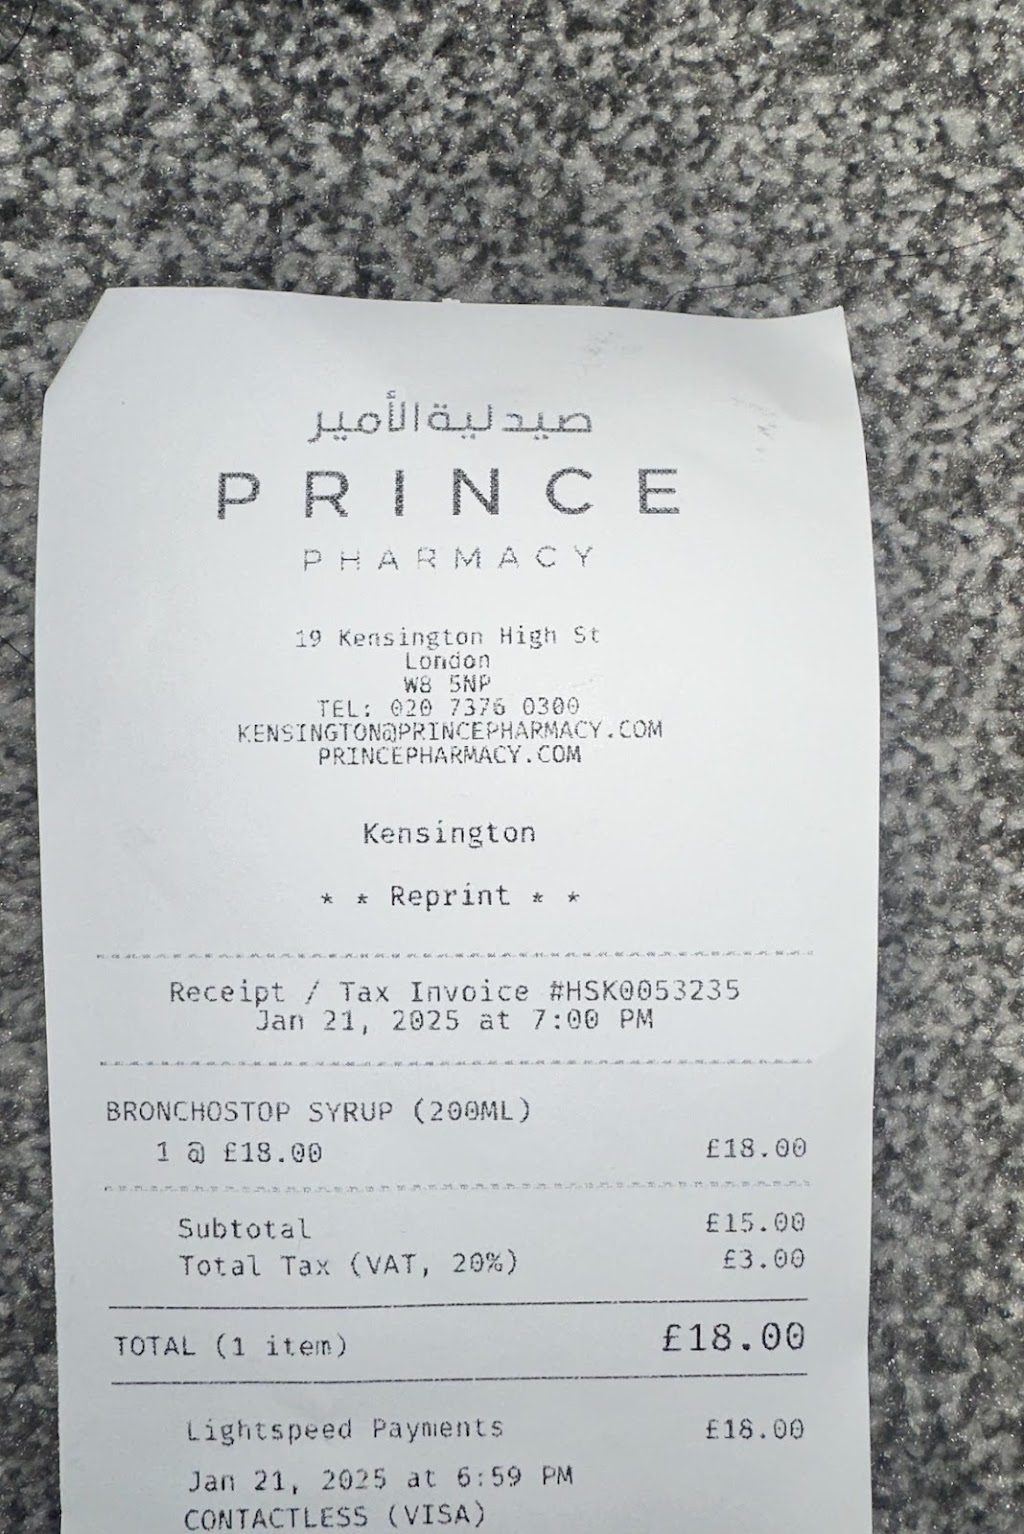 صيدلية الأمير
PRINCE
PHARMACY
19 Kensington High St
London
W8 5NP
TEL: 020 7376 0300
KENSINGTON@PRINCEPHARMACY.COM
PRINCEPHARMACY.COM
Kensington
* * Reprint * *
Receipt / Tax Invoice #HSK0053235
Jan 21, 2025 at 7:00 PM
BRONCHOSTOP SYRUP (200ML)
1 @ £18.00 £18.00
Subtotal £15.00
Total Tax (VAT, 20%) £3.00
TOTAL (1 item) £18.00
Lightspeed Payments £18.00
Jan 21, 2025 at 6:59 PM
CONTACTLESS (VISA)